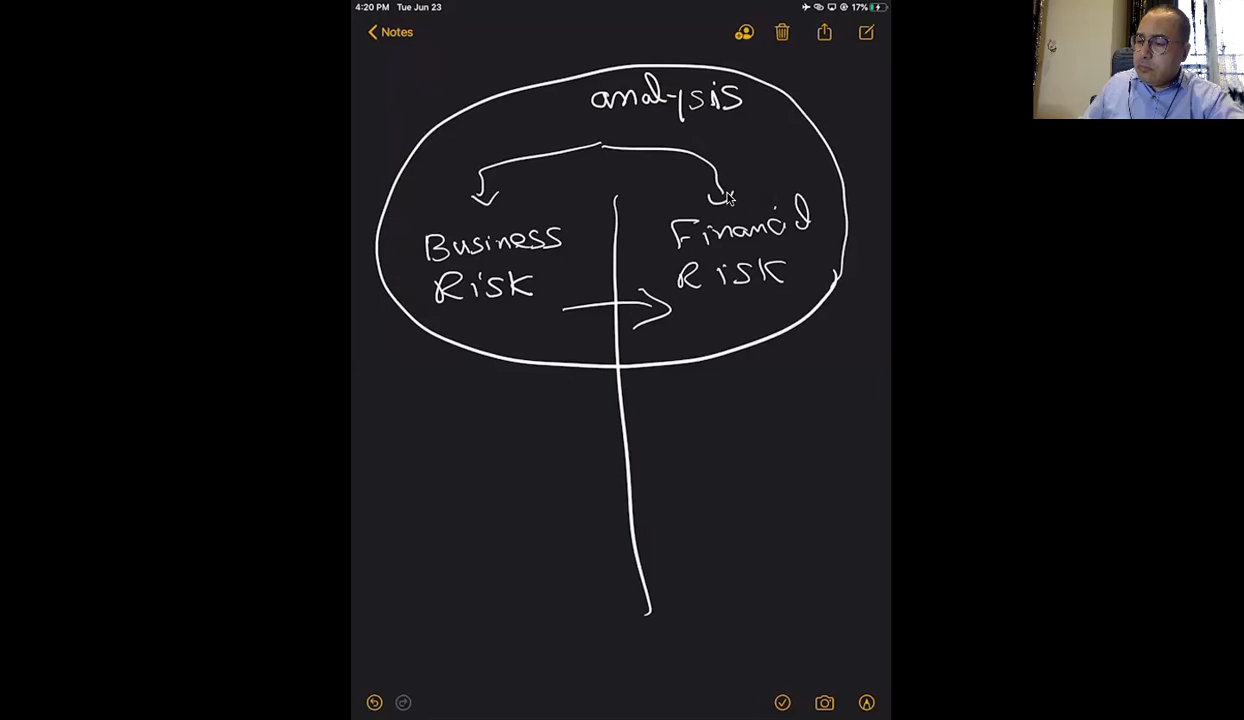 4:20 PM Tue Jun 23
17%
Notes
analysis
Business
Risk
Financial
Risk